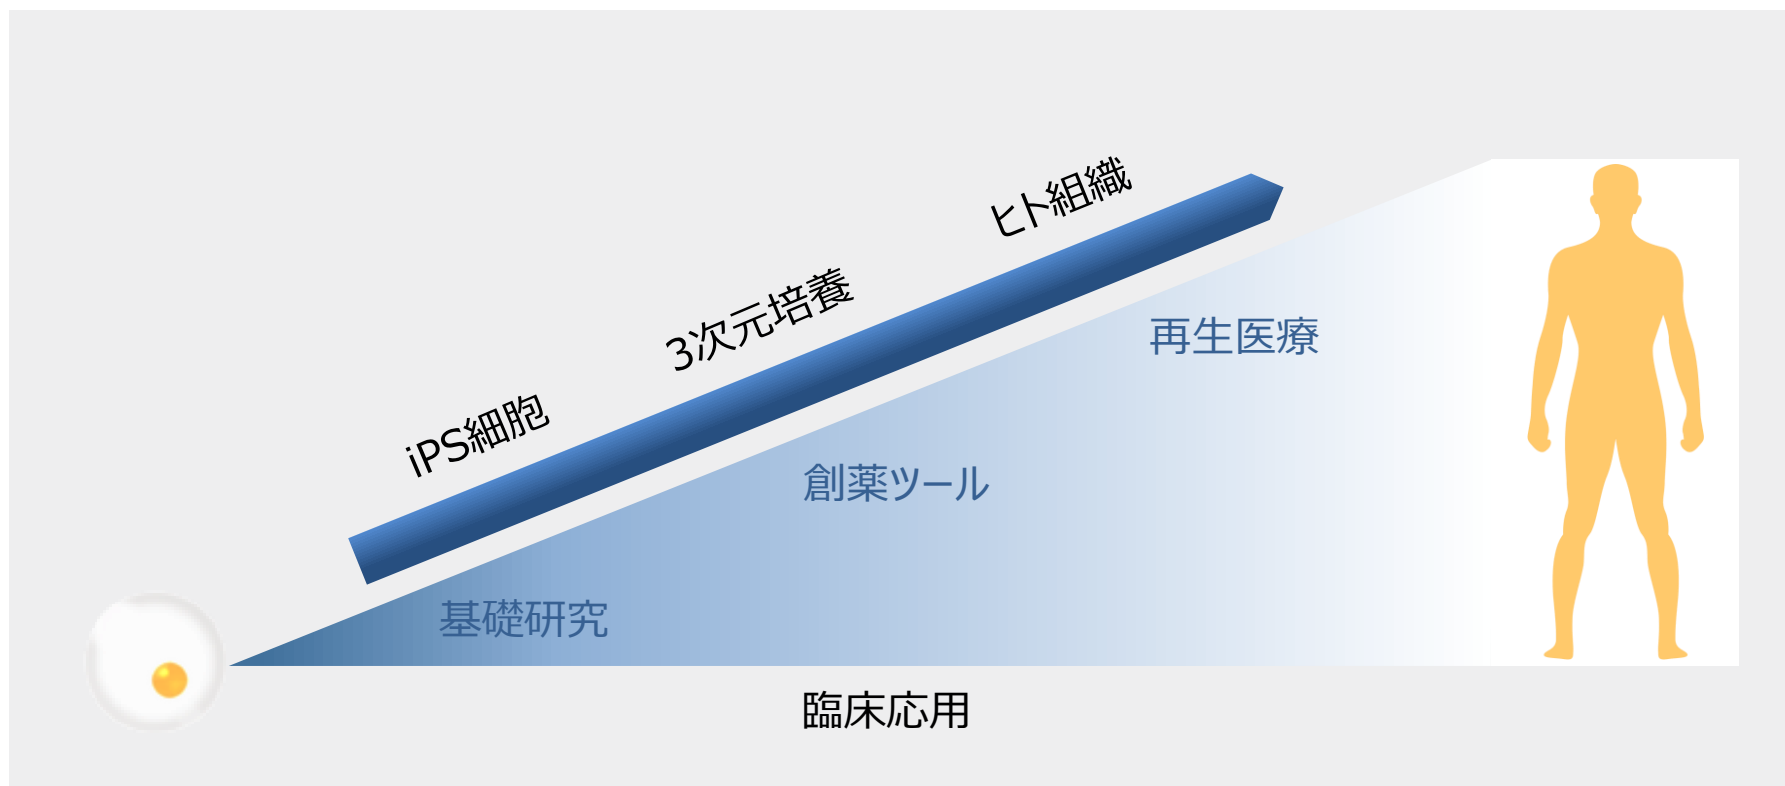 iPS細胞
3次元培養
ヒト組織
基礎研究
創薬ツール
再生医療
臨床応用